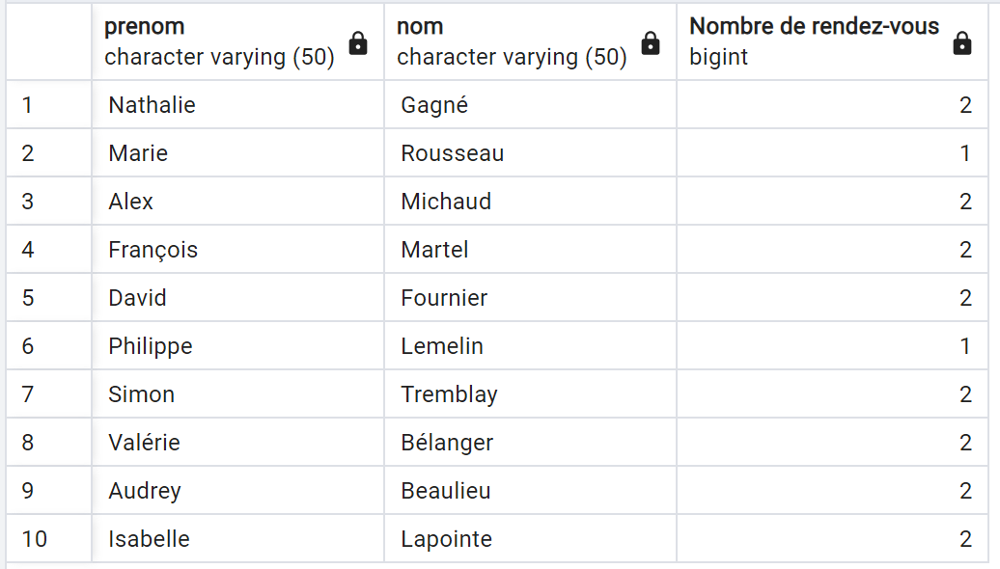 prenom nom Nombre de rendez-vous
character varying (50) character varying (50) bigint
1 Nathalie Gagné 2
2 Marie Rousseau 1
3 Alex Michaud 2
4 François Martel 2
5 David Fournier 2
6 Philippe Lemelin 1
7 Simon Tremblay 2
8 Valérie Bélanger 2
9 Audrey Beaulieu 2
10 Isabelle Lapointe 2